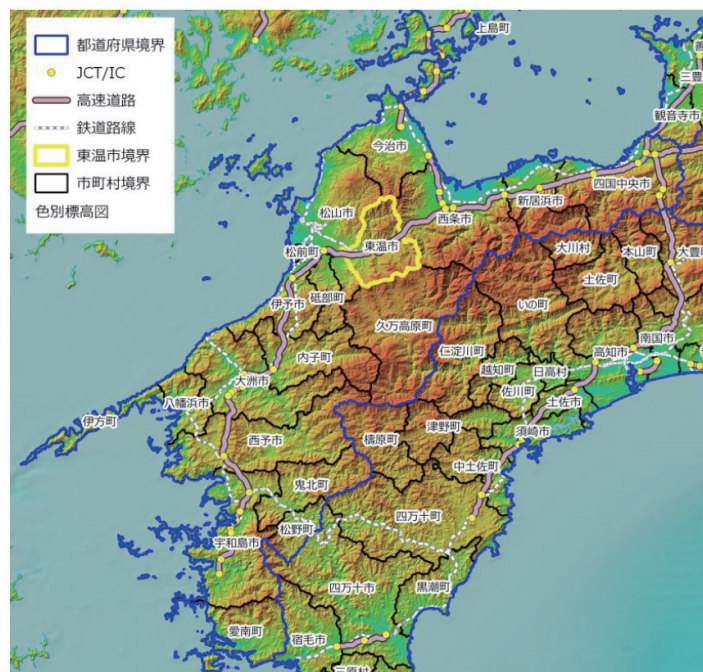 都道府県境界
JCT/IC
高速道路
鉄道路線
東温市境界
市町村境界
色別標高図
上島町
三豊市
観音寺市
今治市
四国中央市
新居浜市
西条市
松山市
東温市
松前町
大川村
本山町
大豊町
土佐町
砥部町
伊予市
いの町
久万高原町
南国市
高知市
仁淀川町
内子町
越知町
日高村
大洲市
佐川町
土佐市
八幡浜市
伊方町
津野町
須崎市
西予市
檮原町
中土佐町
鬼北町
四万十町
松野町
宇和島市
四万十市
黒潮町
愛南町
宿毛市
三原村